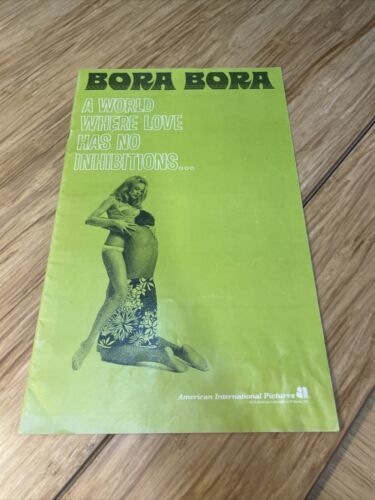 BORA BORA
A WORLD
WHERE LOVE
HAS NO
INHIBITIONS...
American International Pictures